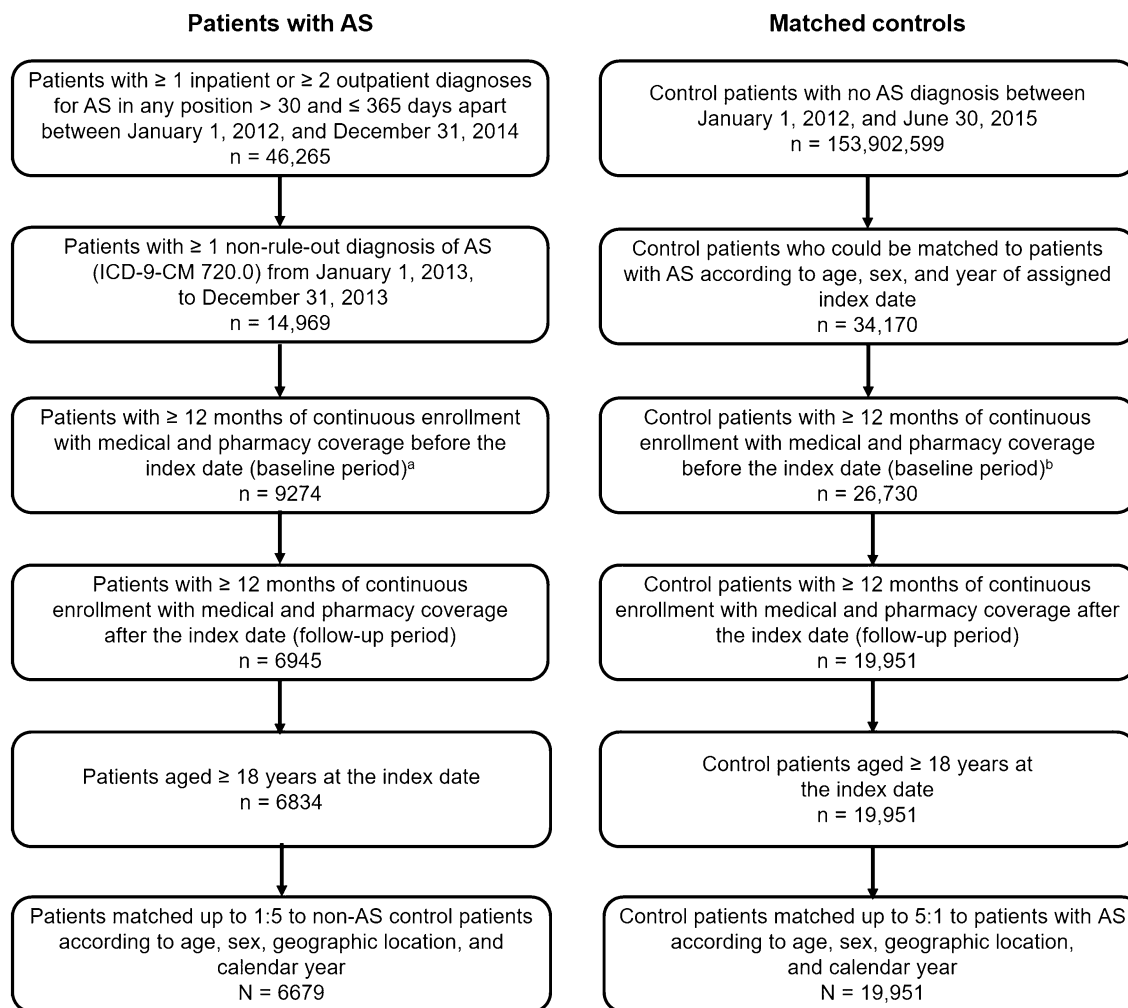 Patients with AS
Patients with ≥ 1 inpatient or ≥ 2 outpatient diagnoses
for AS in any position > 30 and ≤ 365 days apart
between January 1, 2012, and December 31, 2014
n = 46,265
Patients with ≥ 1 non-rule-out diagnosis of AS
(ICD-9-CM 720.0) from January 1, 2013,
to December 31, 2013
n = 14,969
Patients with ≥ 12 months of continuous enrollment
with medical and pharmacy coverage before the
index date (baseline period)ᵃ
n = 9274
Patients with ≥ 12 months of continuous
enrollment with medical and pharmacy coverage
after the index date (follow-up period)
n = 6945
Patients aged ≥ 18 years at the index date
n = 6834
Patients matched up to 1:5 to non-AS control patients
according to age, sex, geographic location, and
calendar year
N = 6679
Matched controls
Control patients with no AS diagnosis between
January 1, 2012, and June 30, 2015
n = 153,902,599
Control patients who could be matched to patients
with AS according to age, sex, and year of assigned
index date
n = 34,170
Control patients with ≥ 12 months of continuous
enrollment with medical and pharmacy coverage
before the index date (baseline period)ᵇ
n = 26,730
Control patients with ≥ 12 months of continuous
enrollment with medical and pharmacy coverage after
the index date (follow-up period)
n = 19,951
Control patients aged ≥ 18 years at
the index date
n = 19,951
Control patients matched up to 5:1 to patients with AS
according to age, sex, geographic location,
and calendar year
N = 19,951